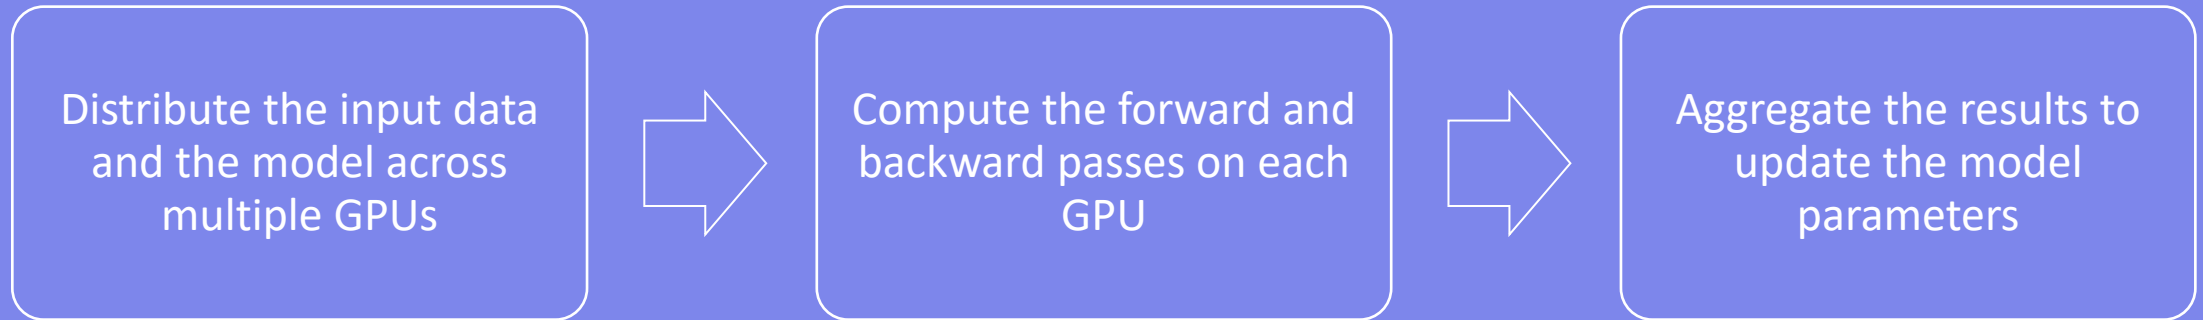 Distribute the input data
and the model across
multiple GPUs
Compute the forward and
backward passes on each
GPU
Aggregate the results to
update the model
parameters